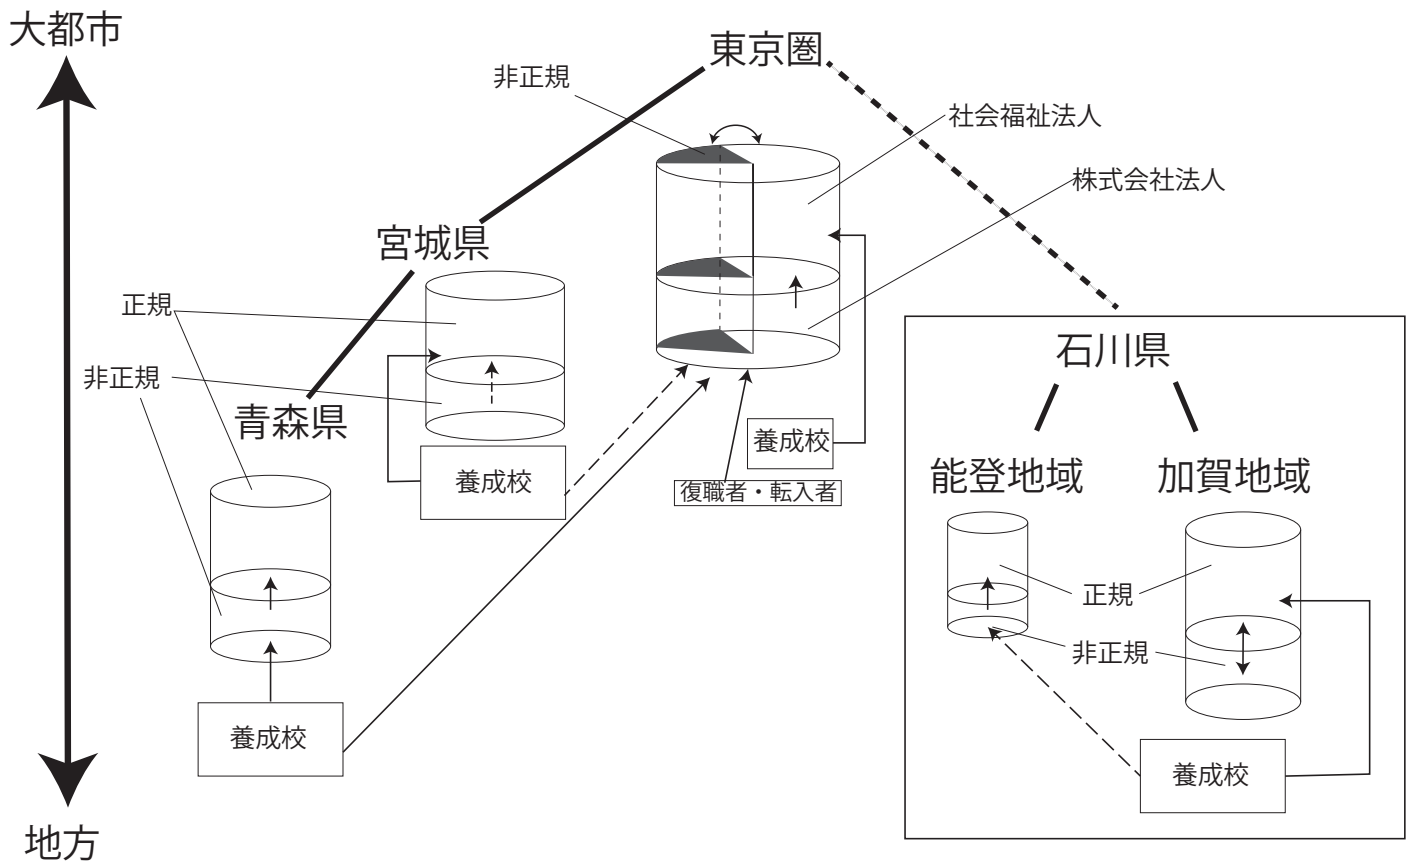 大都市
東京圏
非正規
社会福祉法人
株式会社法人
宮城県
正規
非正規
青森県
養成校
養成校
復職者・転入者
養成校
地方
石川県
能登地域
加賀地域
正規
非正規
養成校